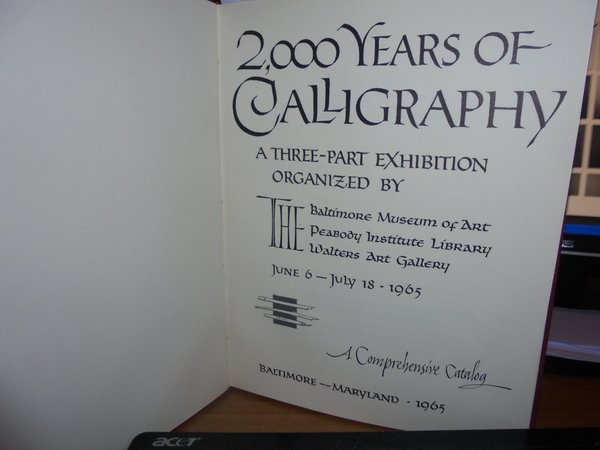 2,000 YEARS OF
CALLIGRAPHY
A THREE-PART EXHIBITION
ORGANIZED BY
THE
Baltimore Museum of Art
Peabody Institute Library
Walters Art Gallery
JUNE 6 — JULY 18 · 1965
A Comprehensive Catalog
BALTIMORE — MARYLAND · 1965
acer